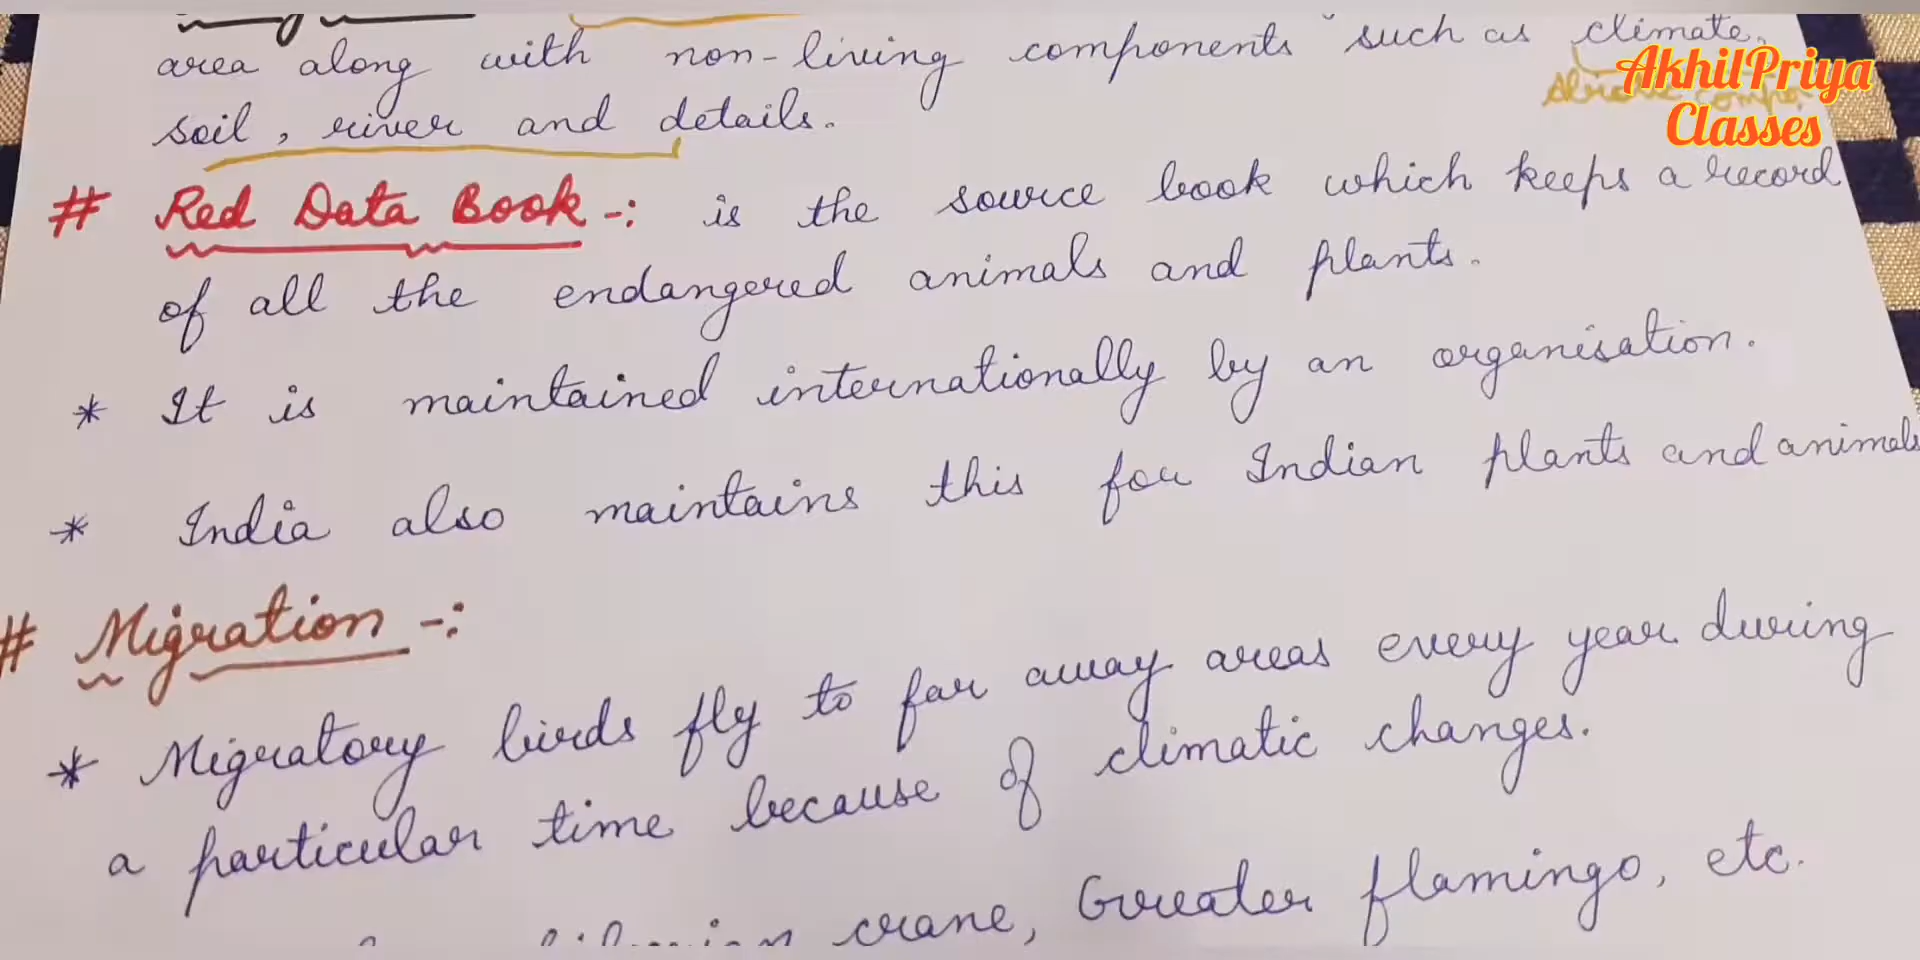 area along with non-living components such as climate,
AkhilPriya
Classes
soil, river and details.
# Red Data Book -: is the source book which keeps a record
of all the endangered animals and plants.
* It is maintained internationally by an organisation.
* India also maintains this for Indian plants and animals
# Migration -:
* Migratory birds fly to far away areas every year during
a particular time because of climatic changes.
crane, Greater flamingo, etc.